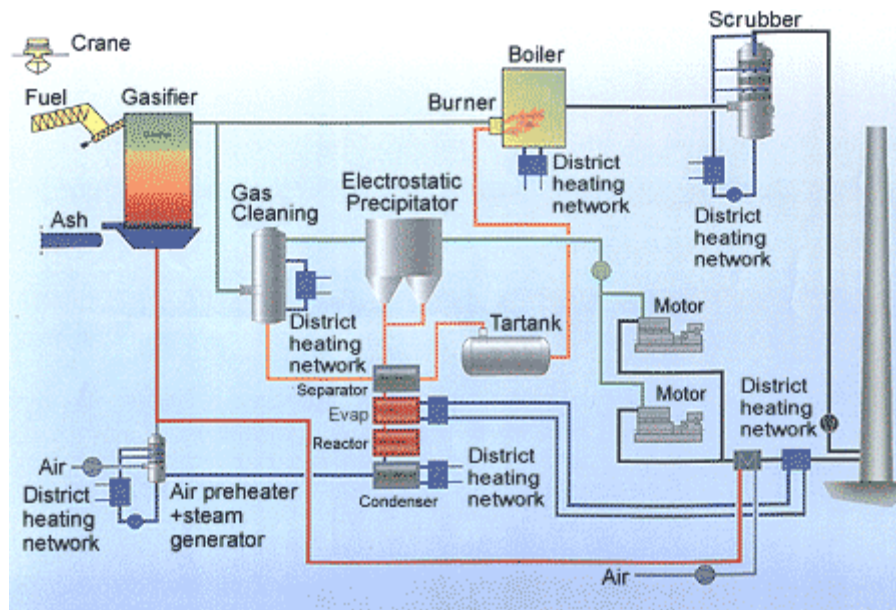 Crane
Scrubber
Boiler
Fuel
Gasifier
Burner
District
heating
network
Electrostatic
Precipitator
Gas
Cleaning
District
heating
network
Ash
Motor
District
heating
network
Tartank
Separator
Evap
Motor
District
heating
network
Reactor
Air
District
heating
network
Air preheater
+steam
generator
Condenser
District
heating
network
Air